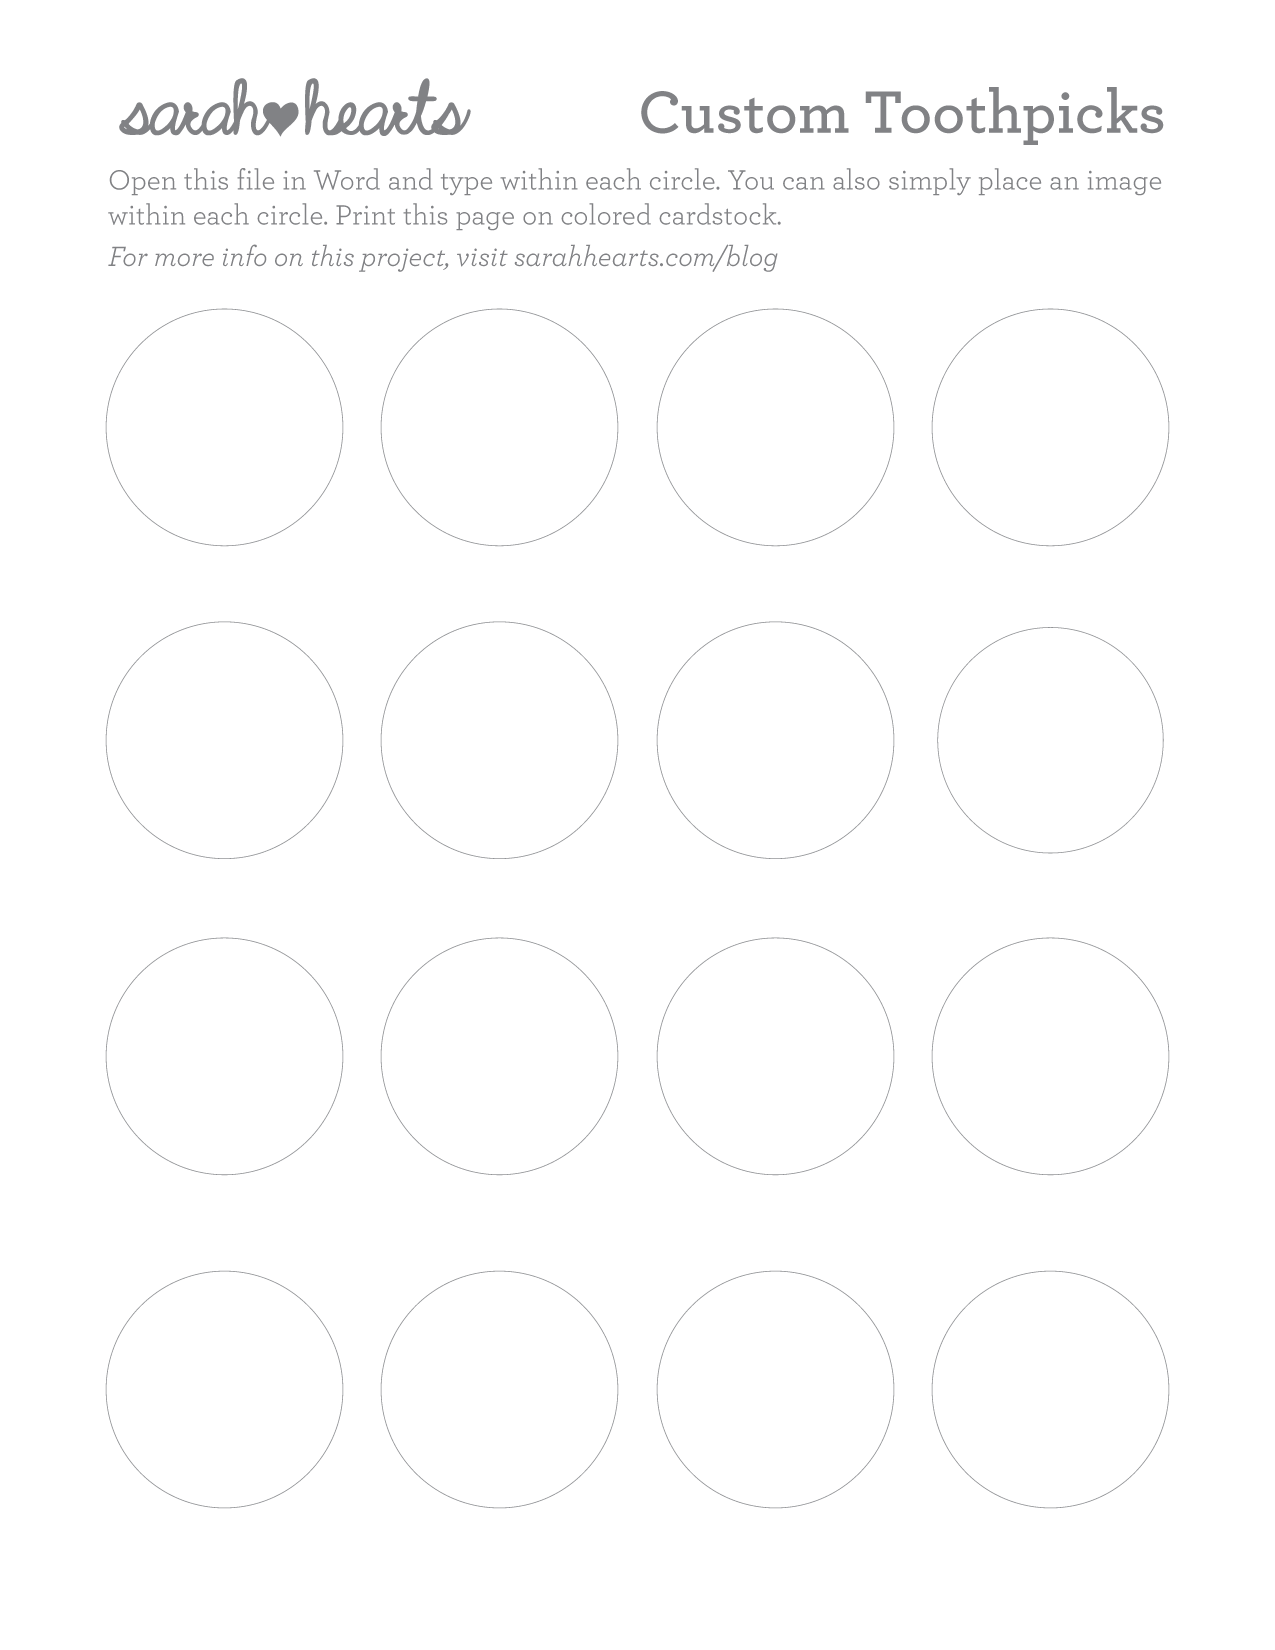 sarah hearts
Custom Toothpicks
Open this file in Word and type within each circle. You can also simply place an image
within each circle. Print this page on colored cardstock.
For more info on this project, visit sarahhearts.com/blog